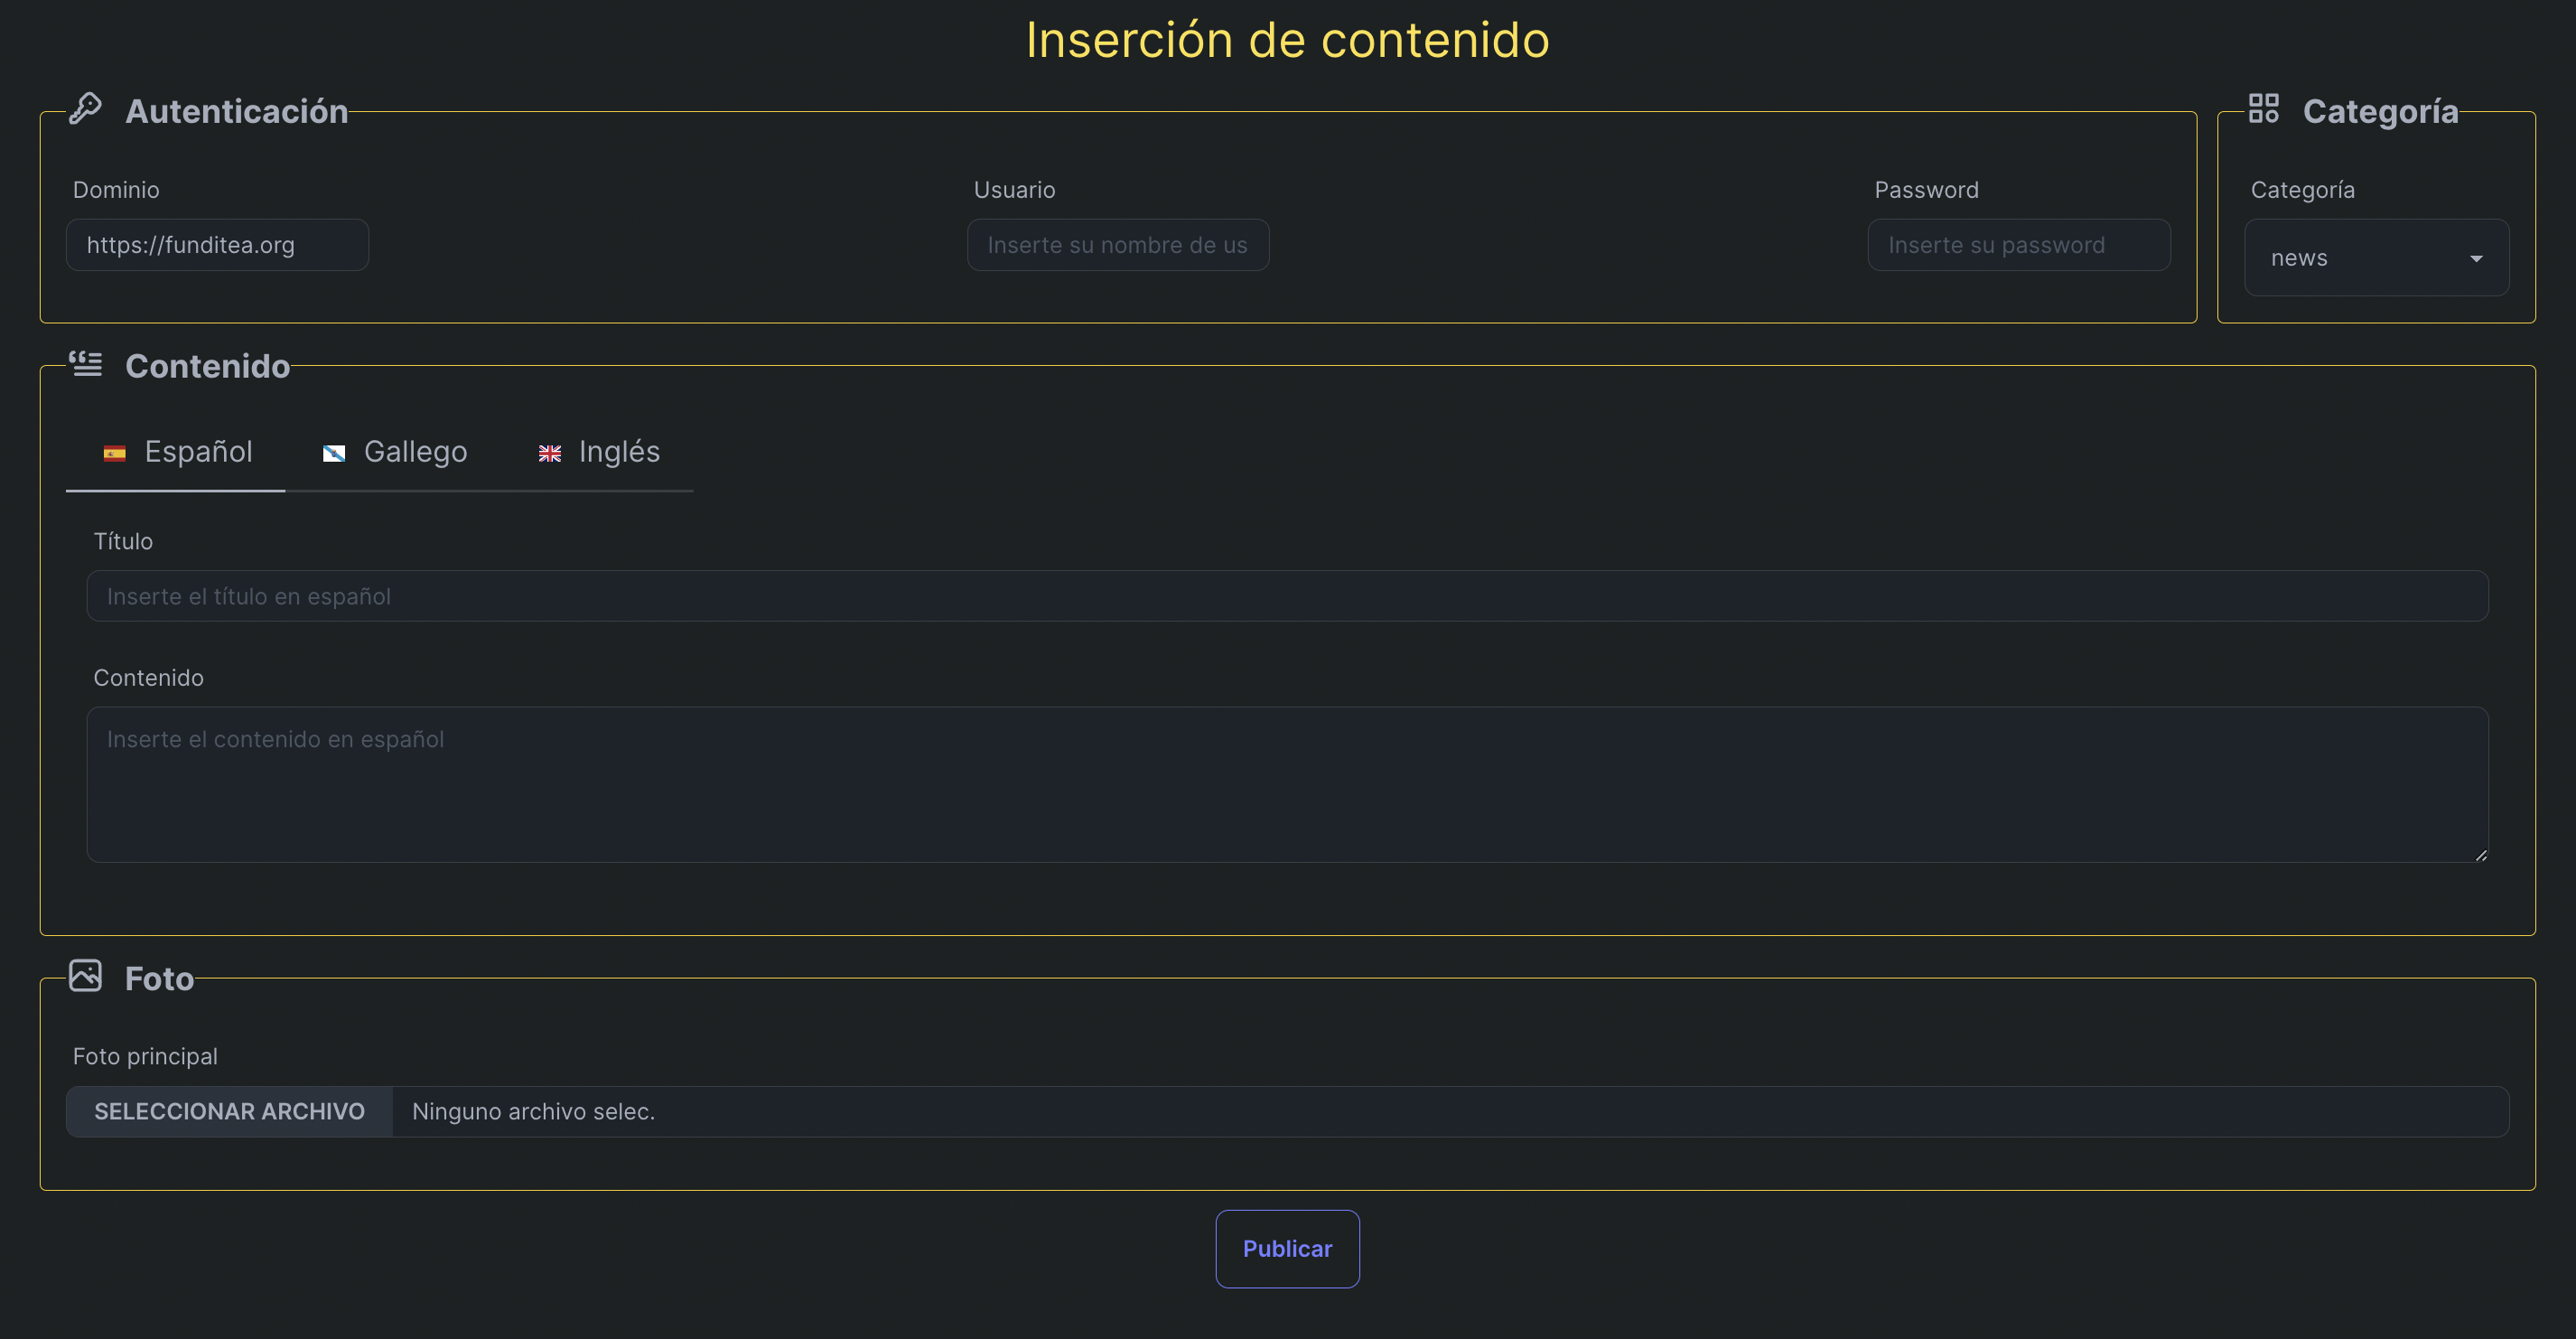 Inserción de contenido
Autenticación
Dominio
https://funditea.org
Usuario
Inserte su nombre de us
Password
Inserte su password
Categoría
Categoría
news
Contenido
Español
Gallego
Inglés
Título
Inserte el título en español
Contenido
Inserte el contenido en español
Foto
Foto principal
SELECCIONAR ARCHIVO Ninguno archivo selec.
Publicar